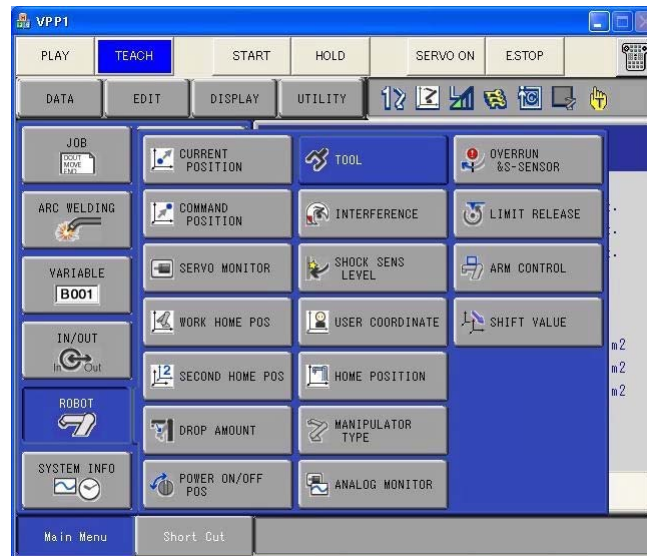 VPP1
PLAY TEACH START HOLD SERVO ON E.STOP
DATA EDIT DISPLAY UTILITY
JOB
DOUT
MOVE
END
ARC WELDING
VARIABLE
B001
IN/OUT
In Out
ROBOT
SYSTEM INFO
CURRENT
POSITION
COMMAND
POSITION
SERVO MONITOR
WORK HOME POS
SECOND HOME POS
DROP AMOUNT
POWER ON/OFF
POS
TOOL
INTERFERENCE
SHOCK SENS
LEVEL
USER COORDINATE
HOME POSITION
MANIPULATOR
TYPE
ANALOG MONITOR
OVERRUN
&S-SENSOR
LIMIT RELEASE
ARM CONTROL
SHIFT VALUE
m2
m2
m2
Main Menu Short Cut